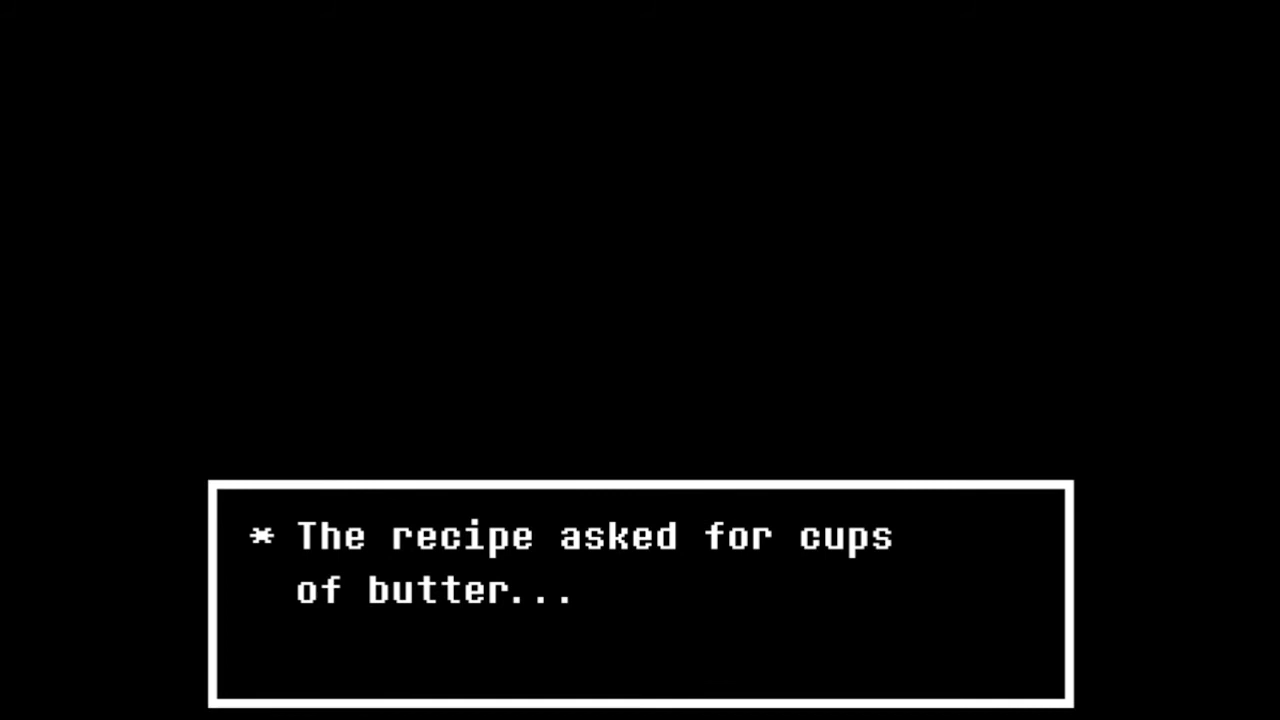 * The recipe asked for cups
of butter...